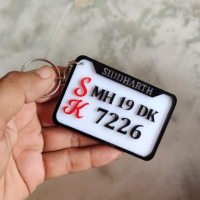 SIDDHARTH
S MH 19 DK
K 7226